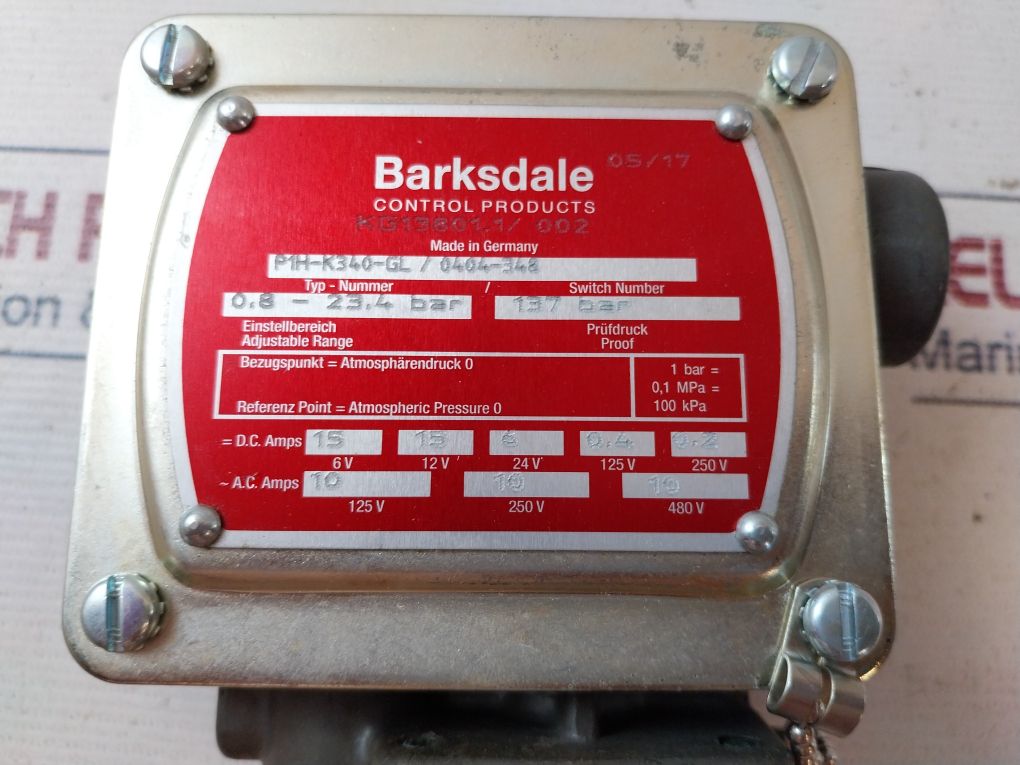 Barksdale 05/17
CONTROL PRODUCTS
KG13801.1/ 002
Made in Germany
P1H-K340-GL / 0404-348
Typ - Nummer / Switch Number
0.8 - 23.4 bar 137 bar
Einstellbereich Prüfdruck
Adjustable Range Proof
Bezugspunkt = Atmosphärendruck 0
Referenz Point = Atmospheric Pressure 0
1 bar =
0,1 MPa =
100 kPa
= D.C. Amps 15 15 6 0.4 0.2
6 V 12 V 24 V 125 V 250 V
~ A.C. Amps 10 10 10
125 V 250 V 480 V